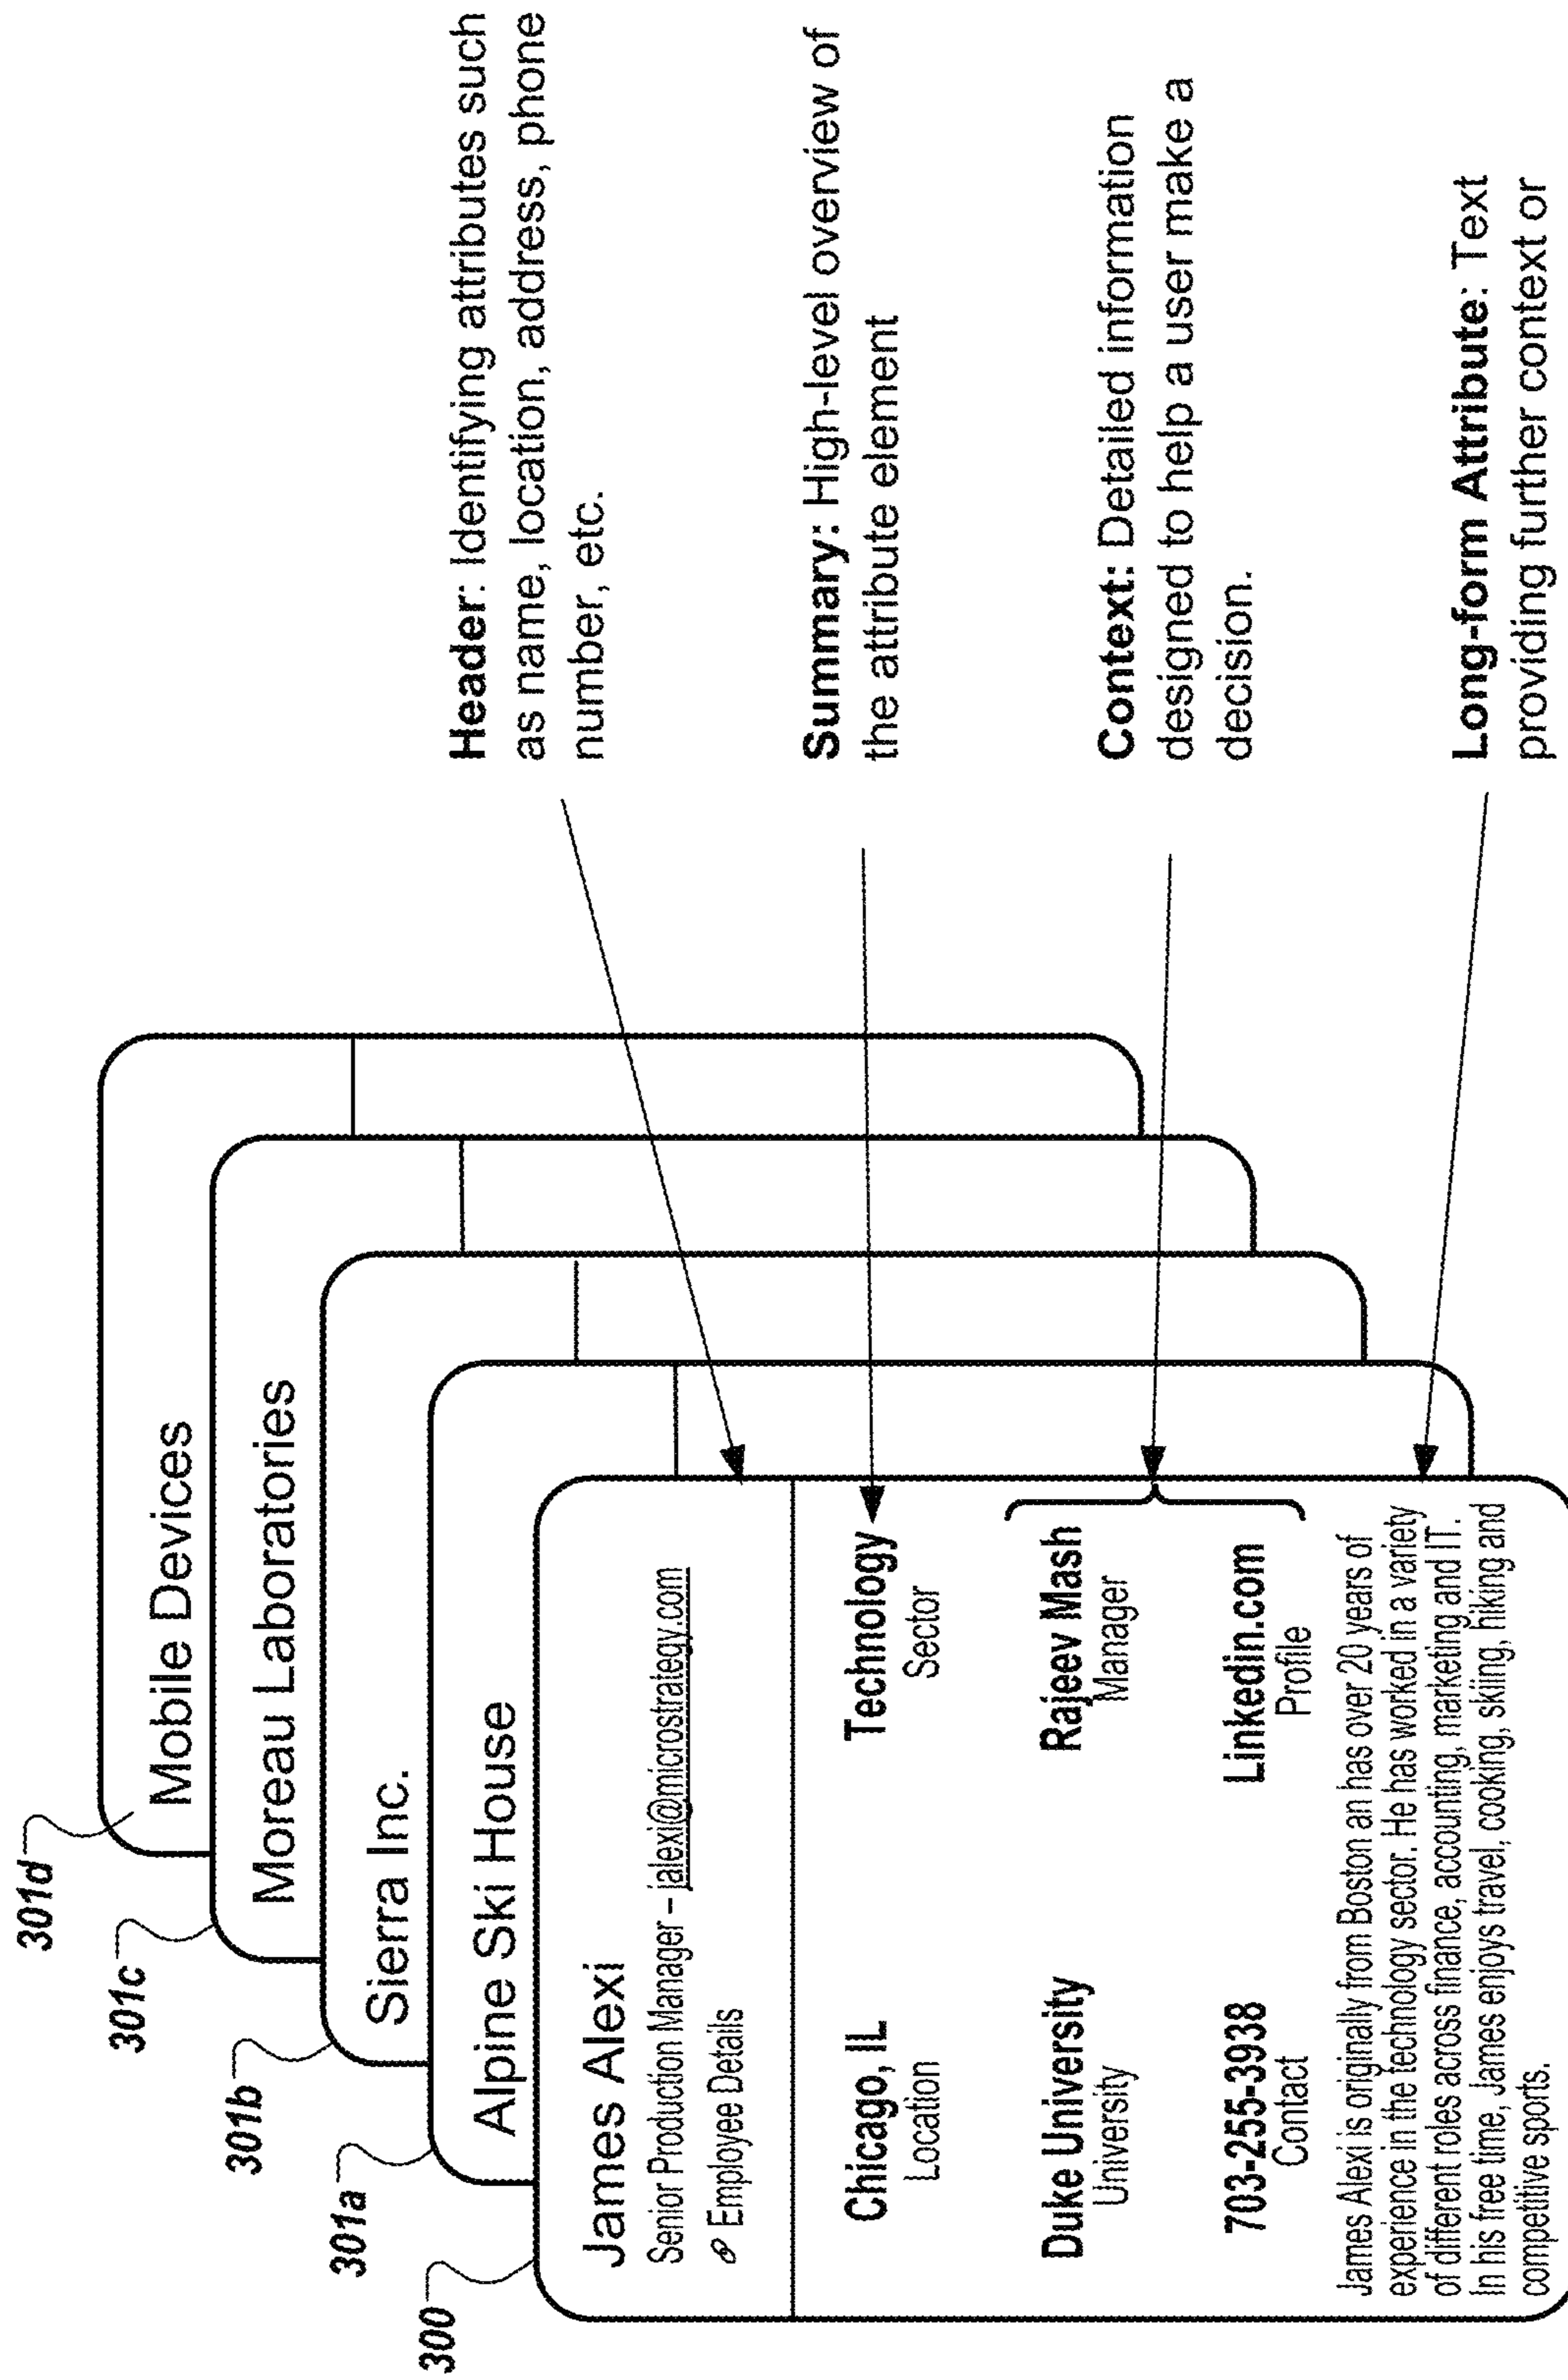 301d
Mobile Devices
301c
Moreau Laboratories
301b
Sierra Inc.
301a
Alpine Ski House
300
James Alexi
Senior Production Manager – jalexi@microstrategy.com
Employee Details
Chicago, IL
Location
Technology
Sector
Duke University
University
Rajeev Mash
Manager
703-255-3938
Contact
Linkedin.com
Profile
James Alexi is originally from Boston an has over 20 years of
experience in the technology sector. He has worked in a variety
of different roles across finance, accounting, marketing and IT.
In his free time, James enjoys travel, cooking, skiing, hiking and
competitive sports.
Header: Identifying attributes such
as name, location, address, phone
number, etc.
Summary: High-level overview of
the attribute element
Context: Detailed information
designed to help a user make a
decision.
Long-form Attribute: Text
providing further context or